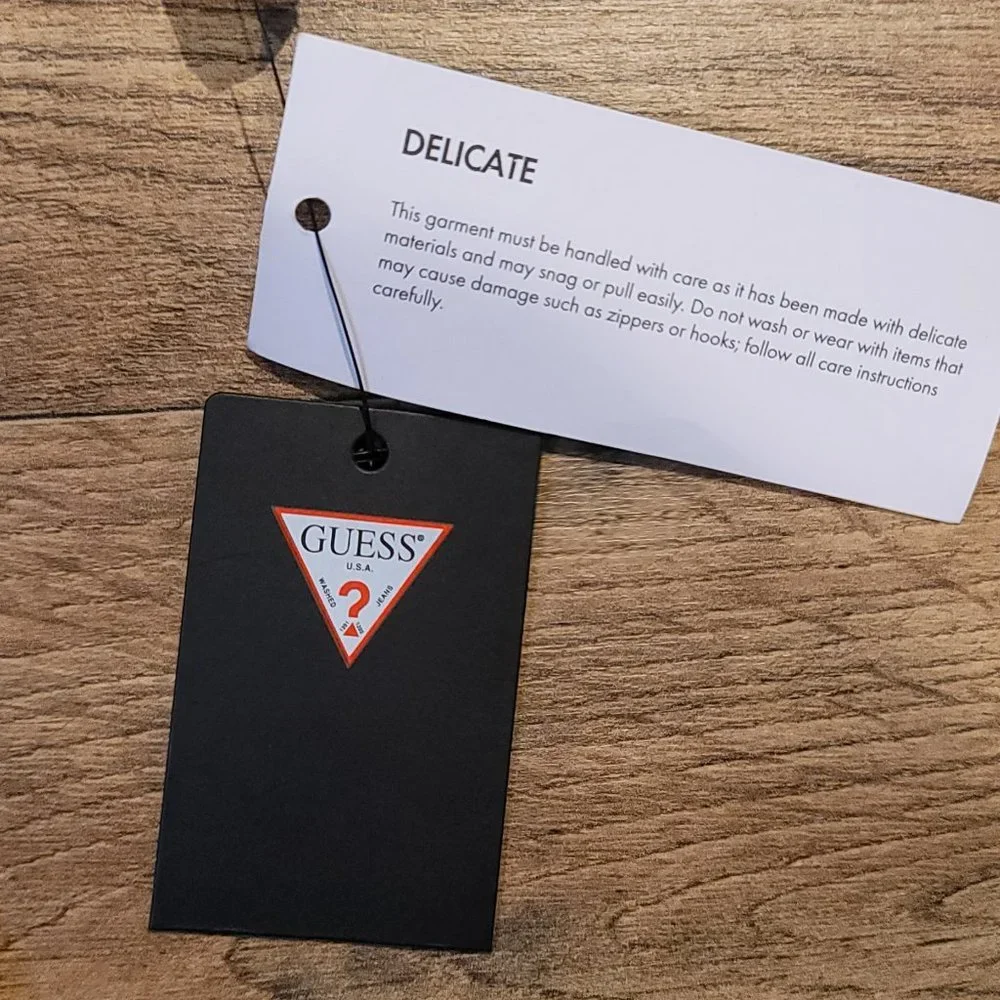 DELICATE
This garment must be handled with care as it has been made with delicate
materials and may snag or pull easily. Do not wash or wear with items that
may cause damage such as zippers or hooks; follow all care instructions
carefully.
GUESS®
U.S.A.
WASHED ? JEANS